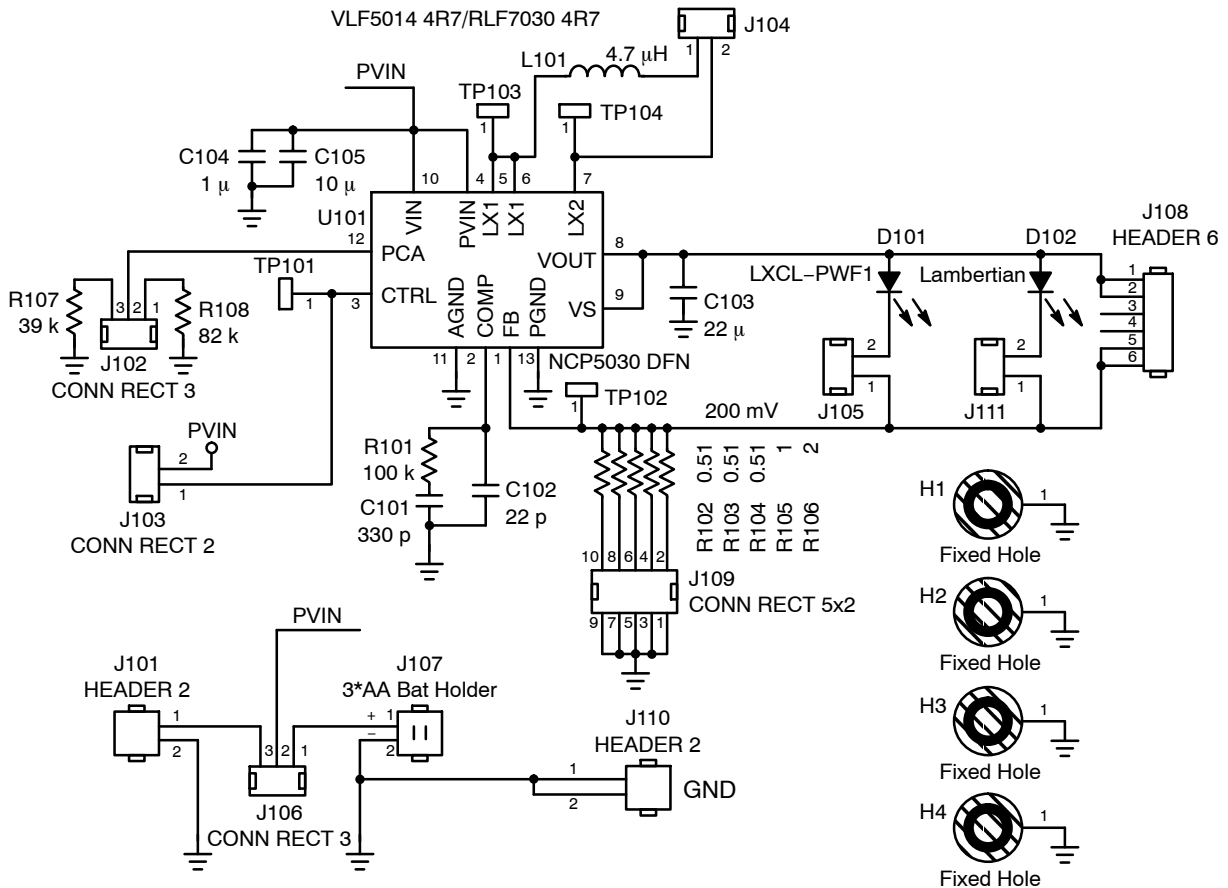 VLF5014 4R7/RLF7030 4R7
J104
1 2
L101 4.7 μH
PVIN
TP103
1
TP104
1
C104
1 μ
C105
10 μ
10
4 5 6
7
U101
VIN
PVIN
LX1
LX1
LX2
12
PCA
VOUT
8
TP101
1
3
CTRL
VS
9
AGND
COMP
FB
PGND
11 2 1 13
NCP5030 DFN
C103
22 μ
D101
LXCL–PWF1
D102
Lambertian
J108
HEADER 6
1
2
3
4
5
6
R107
39 k
3 2 1
R108
82 k
J102
CONN RECT 3
2
1
J105
2
1
J111
TP102
1
200 mV
PVIN
2
1
J103
CONN RECT 2
R101
100 k
C101
330 p
C102
22 p
R102 0.51
R103 0.51
R104 0.51
R105 1
R106 2
10 8 6 4 2
J109
CONN RECT 5x2
9 7 5 3 1
H1
1
Fixed Hole
H2
1
Fixed Hole
H3
1
Fixed Hole
H4
1
Fixed Hole
PVIN
J101
HEADER 2
1
2
3 2 1
J106
CONN RECT 3
J107
3*AA Bat Holder
+ 1
– 2
J110
HEADER 2
1
2
GND